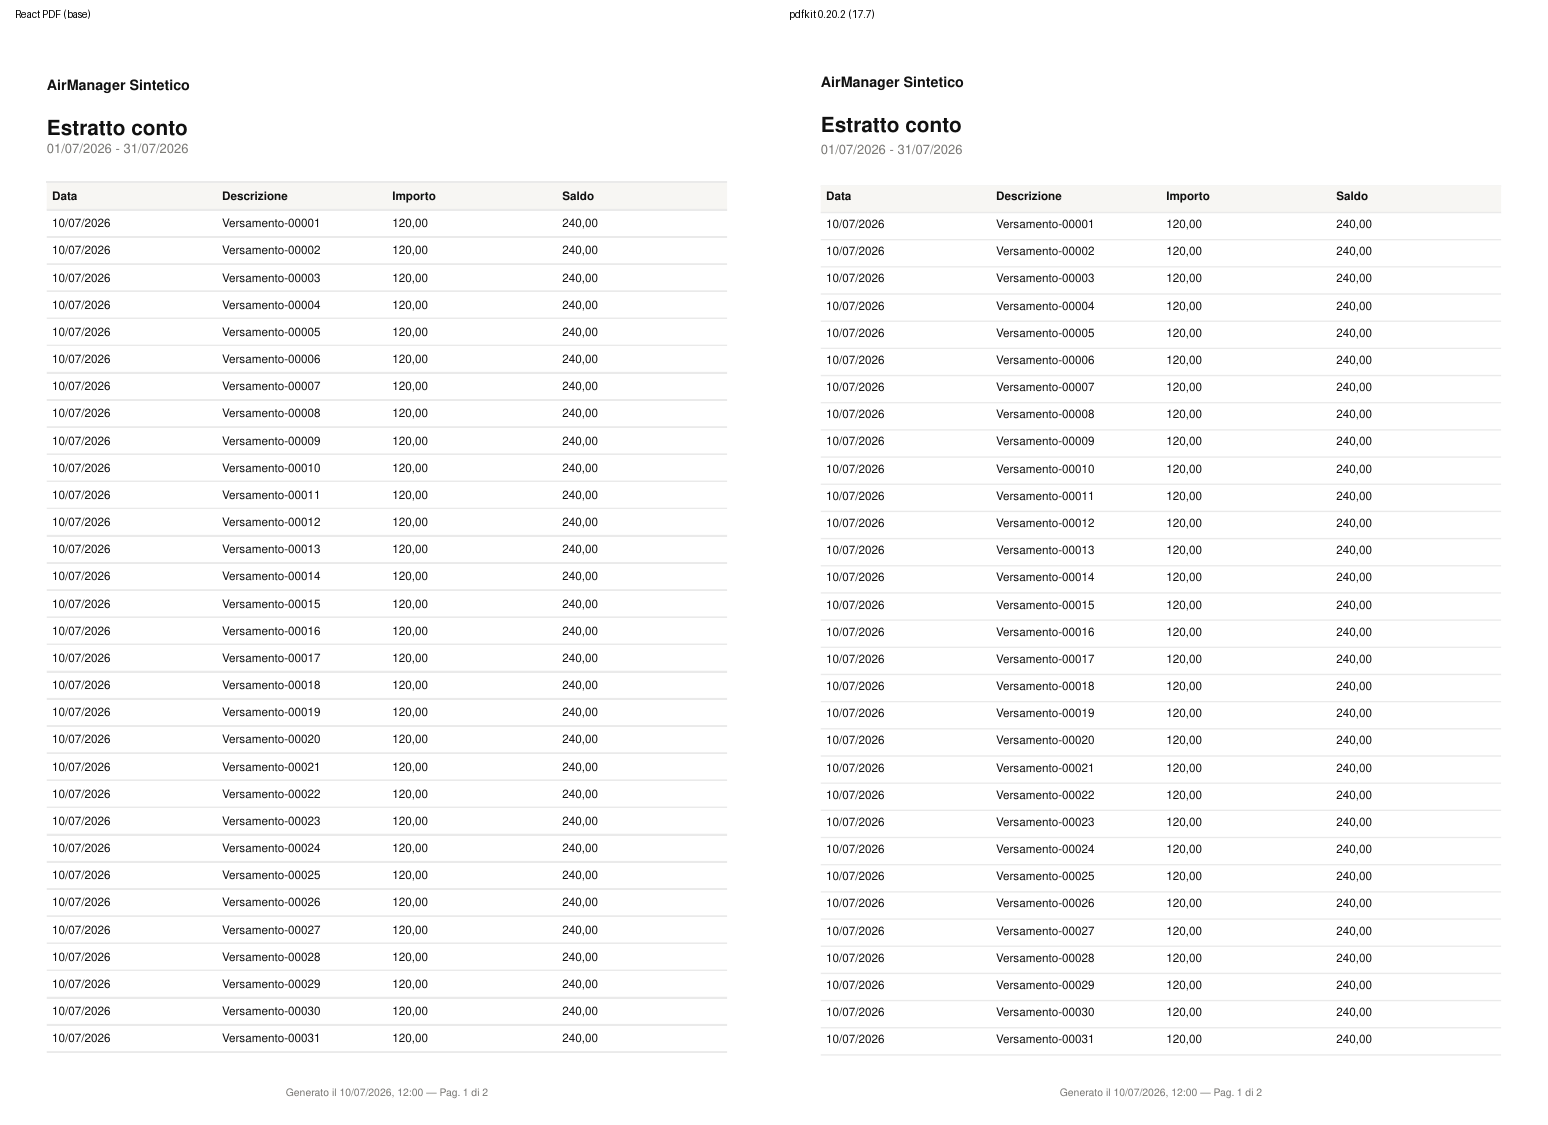 React PDF (base)
AirManager Sintetico
Estratto conto
01/07/2026 - 31/07/2026
Data Descrizione Importo Saldo
10/07/2026 Versamento-00001 120,00 240,00
10/07/2026 Versamento-00002 120,00 240,00
10/07/2026 Versamento-00003 120,00 240,00
10/07/2026 Versamento-00004 120,00 240,00
10/07/2026 Versamento-00005 120,00 240,00
10/07/2026 Versamento-00006 120,00 240,00
10/07/2026 Versamento-00007 120,00 240,00
10/07/2026 Versamento-00008 120,00 240,00
10/07/2026 Versamento-00009 120,00 240,00
10/07/2026 Versamento-00010 120,00 240,00
10/07/2026 Versamento-00011 120,00 240,00
10/07/2026 Versamento-00012 120,00 240,00
10/07/2026 Versamento-00013 120,00 240,00
10/07/2026 Versamento-00014 120,00 240,00
10/07/2026 Versamento-00015 120,00 240,00
10/07/2026 Versamento-00016 120,00 240,00
10/07/2026 Versamento-00017 120,00 240,00
10/07/2026 Versamento-00018 120,00 240,00
10/07/2026 Versamento-00019 120,00 240,00
10/07/2026 Versamento-00020 120,00 240,00
10/07/2026 Versamento-00021 120,00 240,00
10/07/2026 Versamento-00022 120,00 240,00
10/07/2026 Versamento-00023 120,00 240,00
10/07/2026 Versamento-00024 120,00 240,00
10/07/2026 Versamento-00025 120,00 240,00
10/07/2026 Versamento-00026 120,00 240,00
10/07/2026 Versamento-00027 120,00 240,00
10/07/2026 Versamento-00028 120,00 240,00
10/07/2026 Versamento-00029 120,00 240,00
10/07/2026 Versamento-00030 120,00 240,00
10/07/2026 Versamento-00031 120,00 240,00
Generato il 10/07/2026, 12:00 — Pag. 1 di 2
pdfkit 0.20.2 (17.7)
AirManager Sintetico
Estratto conto
01/07/2026 - 31/07/2026
Data Descrizione Importo Saldo
10/07/2026 Versamento-00001 120,00 240,00
10/07/2026 Versamento-00002 120,00 240,00
10/07/2026 Versamento-00003 120,00 240,00
10/07/2026 Versamento-00004 120,00 240,00
10/07/2026 Versamento-00005 120,00 240,00
10/07/2026 Versamento-00006 120,00 240,00
10/07/2026 Versamento-00007 120,00 240,00
10/07/2026 Versamento-00008 120,00 240,00
10/07/2026 Versamento-00009 120,00 240,00
10/07/2026 Versamento-00010 120,00 240,00
10/07/2026 Versamento-00011 120,00 240,00
10/07/2026 Versamento-00012 120,00 240,00
10/07/2026 Versamento-00013 120,00 240,00
10/07/2026 Versamento-00014 120,00 240,00
10/07/2026 Versamento-00015 120,00 240,00
10/07/2026 Versamento-00016 120,00 240,00
10/07/2026 Versamento-00017 120,00 240,00
10/07/2026 Versamento-00018 120,00 240,00
10/07/2026 Versamento-00019 120,00 240,00
10/07/2026 Versamento-00020 120,00 240,00
10/07/2026 Versamento-00021 120,00 240,00
10/07/2026 Versamento-00022 120,00 240,00
10/07/2026 Versamento-00023 120,00 240,00
10/07/2026 Versamento-00024 120,00 240,00
10/07/2026 Versamento-00025 120,00 240,00
10/07/2026 Versamento-00026 120,00 240,00
10/07/2026 Versamento-00027 120,00 240,00
10/07/2026 Versamento-00028 120,00 240,00
10/07/2026 Versamento-00029 120,00 240,00
10/07/2026 Versamento-00030 120,00 240,00
10/07/2026 Versamento-00031 120,00 240,00
Generato il 10/07/2026, 12:00 — Pag. 1 di 2